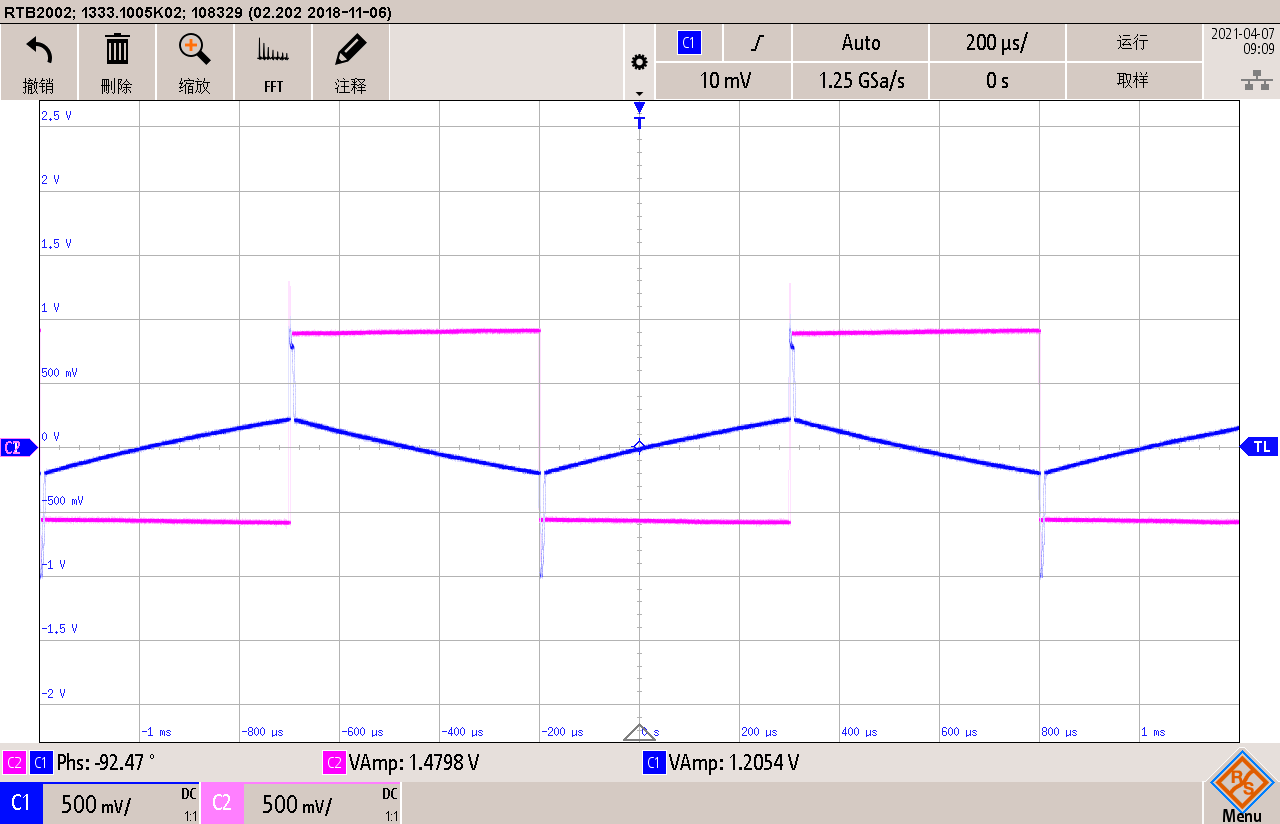 RTB2002; 1333.1005K02; 108329 (02.202 2018-11-06)
撤销 删除 缩放 FFT 注释
C1 Auto 200 µs/ 运行
10 mV 1.25 GSa/s 0 s 取样
2021-04-07
09:09
T
2.5 V
2 V
1.5 V
1 V
500 mV
0 V
-500 mV
-1 V
-1.5 V
-2 V
C2
TL
-1 ms -800 µs -600 µs -400 µs -200 µs 0 s 200 µs 400 µs 600 µs 800 µs 1 ms
C2 C1 Phs: -92.47 ° C2 VAmp: 1.4798 V C1 VAmp: 1.2054 V
C1 500 mV/ DC 1:1 C2 500 mV/ DC 1:1
R S
Menu